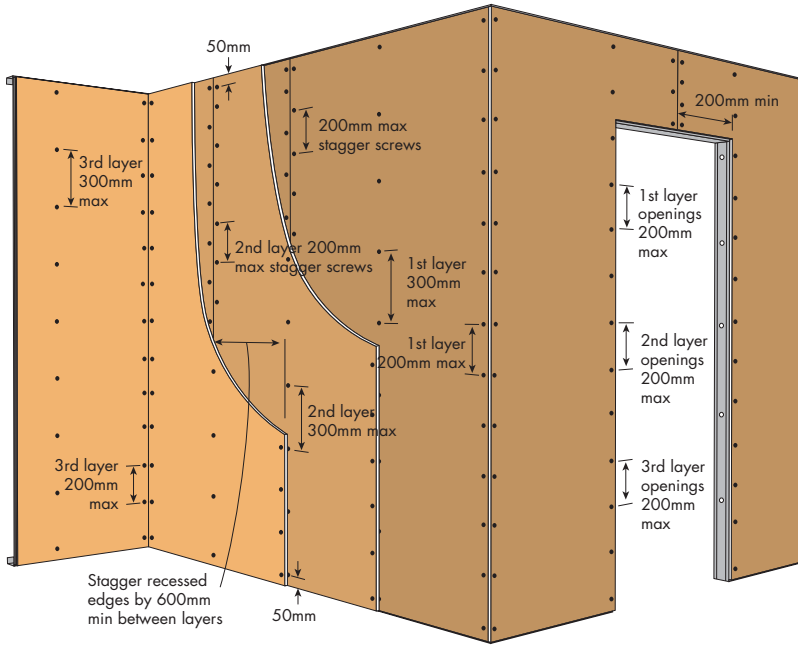 50mm
200mm max
stagger screws
200mm min
3rd layer
300mm
max
2nd layer 200mm
max stagger screws
1st layer
openings
200mm
max
1st layer
300mm
max
1st layer
200mm max
2nd layer
openings
200mm
max
2nd layer
300mm max
3rd layer
200mm
max
3rd layer
openings
200mm
max
Stagger recessed
edges by 600mm
min between layers
50mm